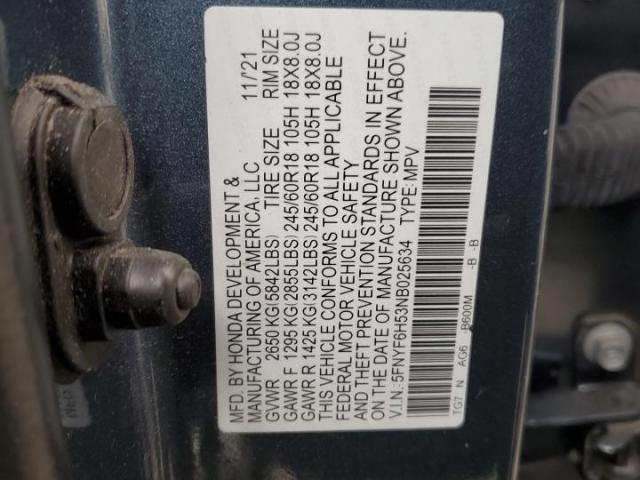 MFD. BY HONDA DEVELOPMENT &
MANUFACTURING OF AMERICA, LLC 11/'21
GVWR 2650 KG(5842LBS) TIRE SIZE RIM SIZE
GAWR F 1295 KG(2855LBS) 245/60R18 105H 18X8.0J
GAWR R 1425 KG(3142LBS) 245/60R18 105H 18X8.0J
THIS VEHICLE CONFORMS TO ALL APPLICABLE
FEDERAL MOTOR VEHICLE SAFETY
AND THEFT PREVENTION STANDARDS IN EFFECT
ON THE DATE OF MANUFACTURE SHOWN ABOVE.
V.I.N.:5FNYF6H53NB025634 TYPE: MPV
TG7 N AG6 -B600M -B -B